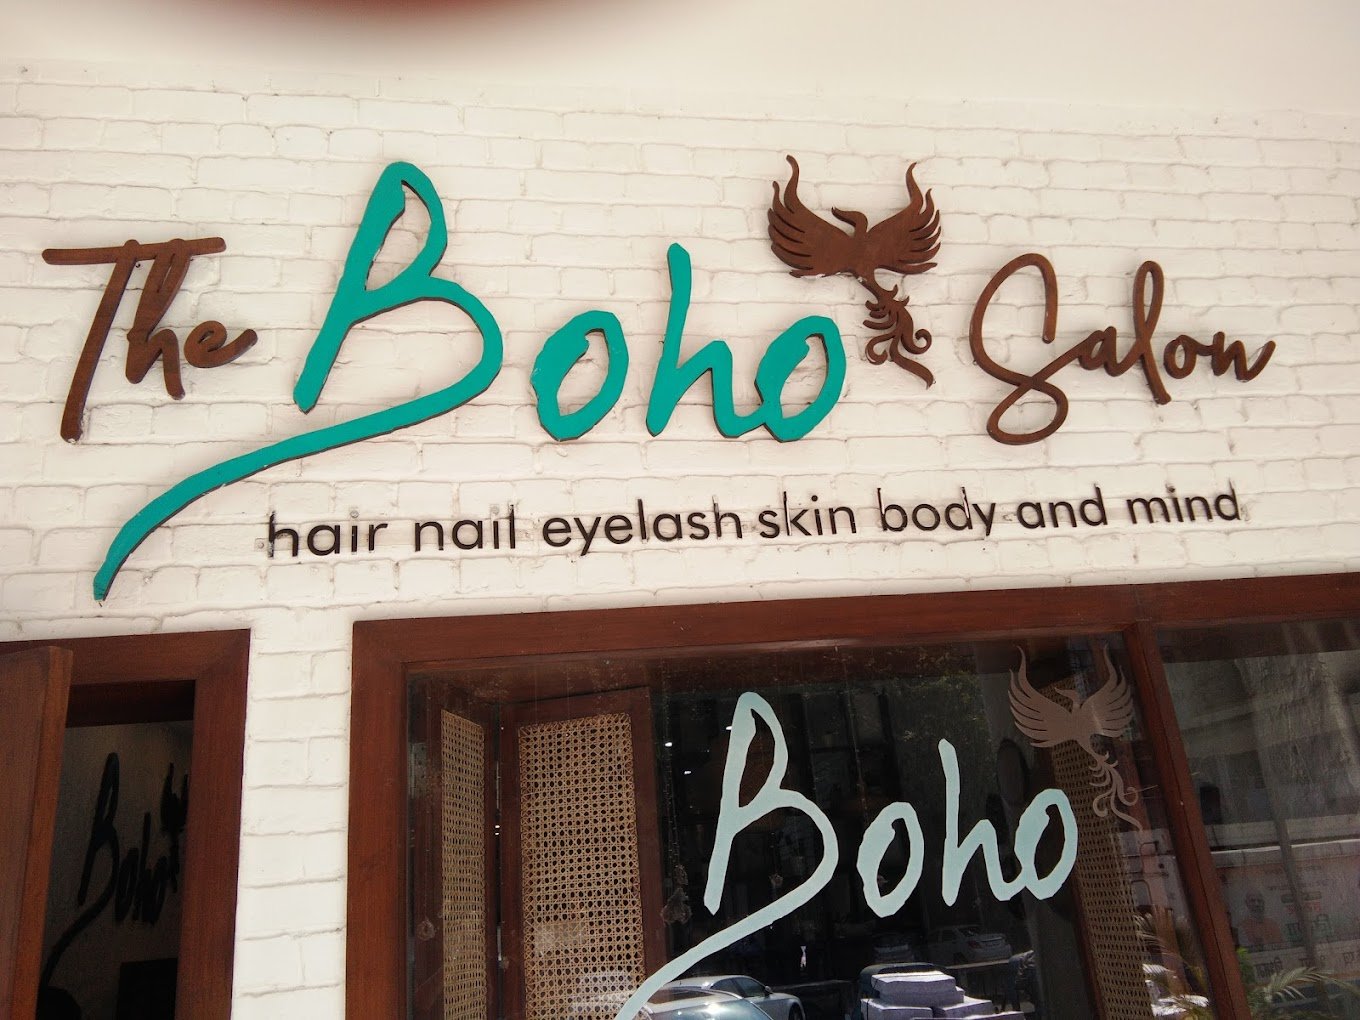 The Boho Salon
hair nail eyelash skin body and mind
Boho
Boho